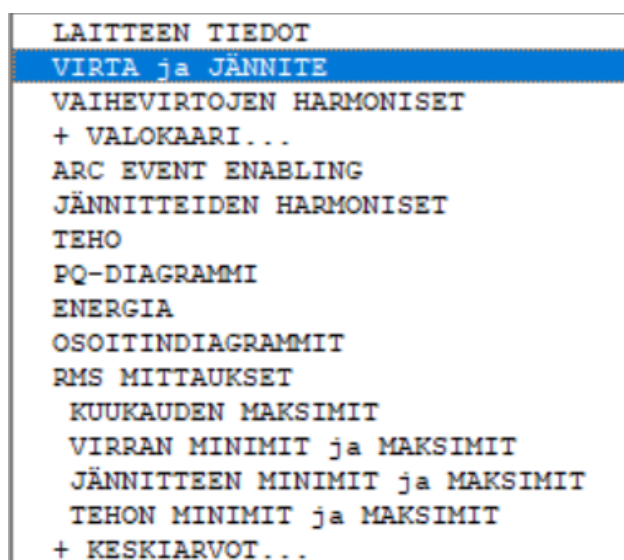 LAITTEEN TIEDOT
VIRTA ja JÄNNITE
VAIHEVIRTOJEN HARMONISET
+ VALOKAARI...
ARC EVENT ENABLING
JÄNNITTEIDEN HARMONISET
TEHO
PQ-DIAGRAMMI
ENERGIA
OSOITINDIAGRAMMIT
RMS MITTAUKSET
KUUKAUDEN MAKSIMIT
VIRRAN MINIMIT ja MAKSIMIT
JÄNNITTEEN MINIMIT ja MAKSIMIT
TEHON MINIMIT ja MAKSIMIT
+ KESKIARVOT...